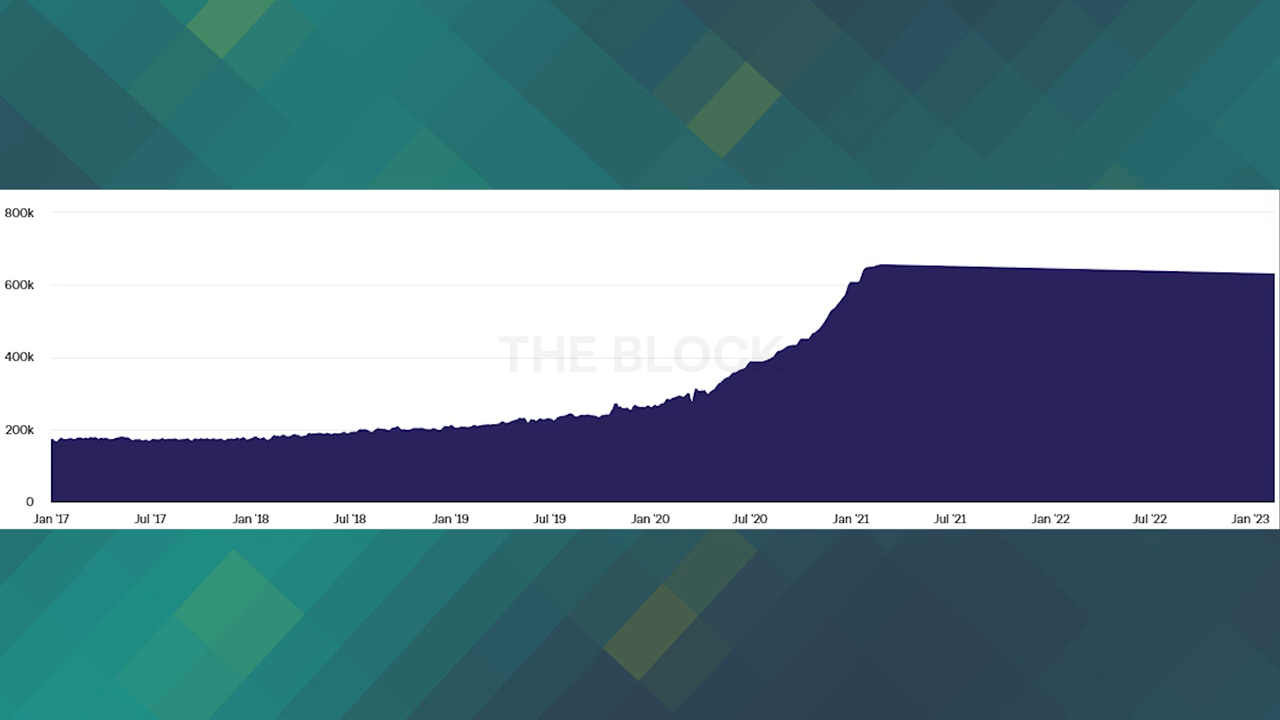 800k
600k
400k
200k
0
THE BLOCK
Jan '17 Jul '17 Jan '18 Jul '18 Jan '19 Jul '19 Jan '20 Jul '20 Jan '21 Jul '21 Jan '22 Jul '22 Jan '23